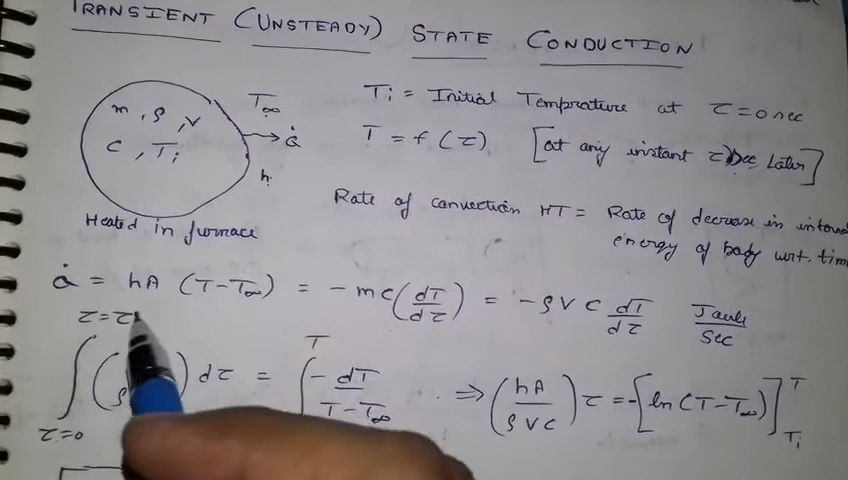 TRANSIENT (UNSTEADY) STATE CONDUCTION
m, ρ, V
C, Ti
T∞
Q̇
h
Heated in furnace
Ti = Initial Temprature at τ=0 sec
T = f(τ) [at any instant τ sec Later]
Rate of convection HT = Rate of decrease in
energy of body w.r.t. time
Q̇ = hA (T-T∞) = -mC(dT/dτ) = -ρVC dT/dτ Joule/Sec
∫ τ=0 dτ = ∫ T -dT/(T-T∞) ⇒ (hA/ρVC)τ = -[ln(T-T∞)] T Ti